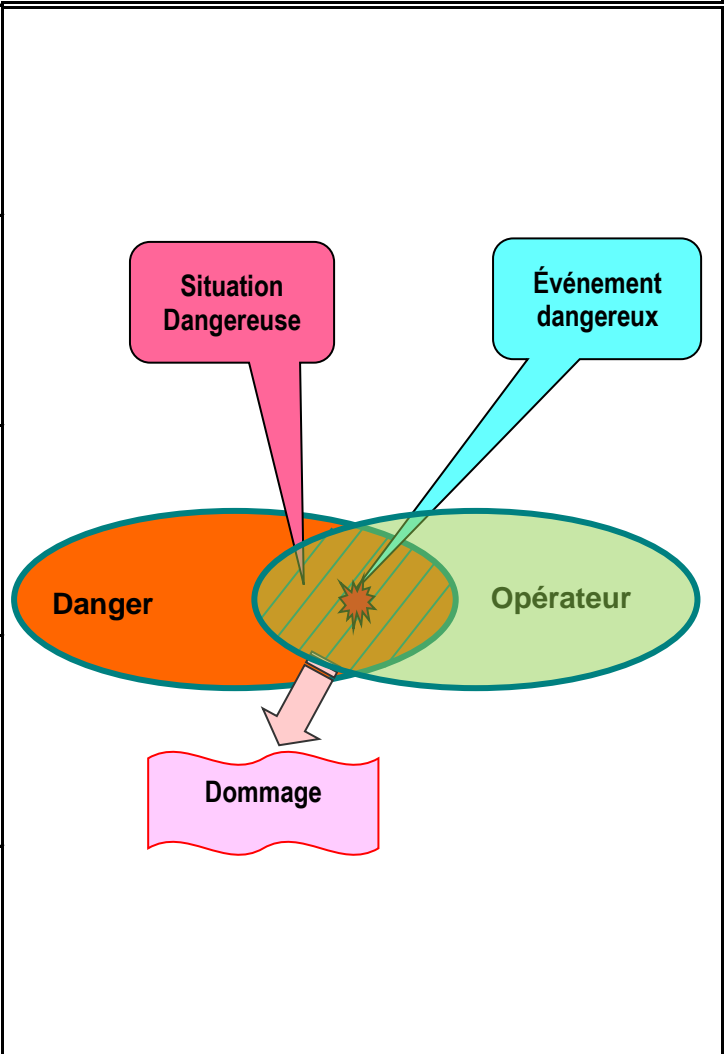 Situation
Dangereuse
Événement
dangereux
Danger
Opérateur
Dommage